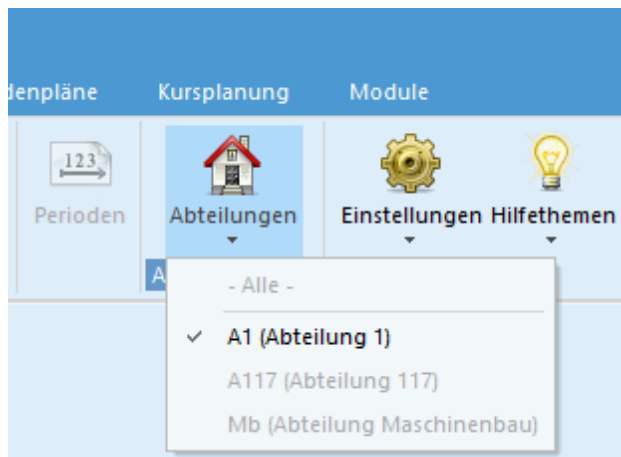 denpläne Kursplanung Module
123
Perioden Abteilungen Einstellungen Hilfethemen
A
- Alle -
A1 (Abteilung 1)
A117 (Abteilung 117)
Mb (Abteilung Maschinenbau)